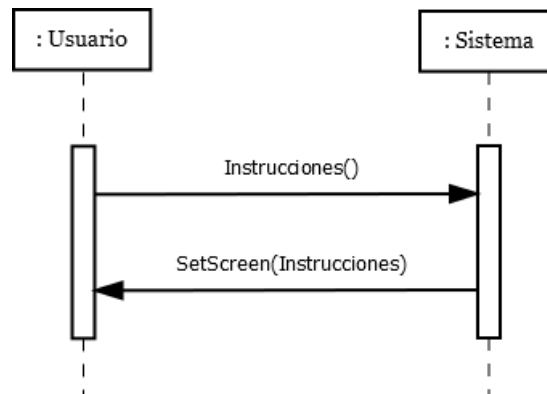 : Usuario
: Sistema
Instrucciones()
SetScreen(Instrucciones)